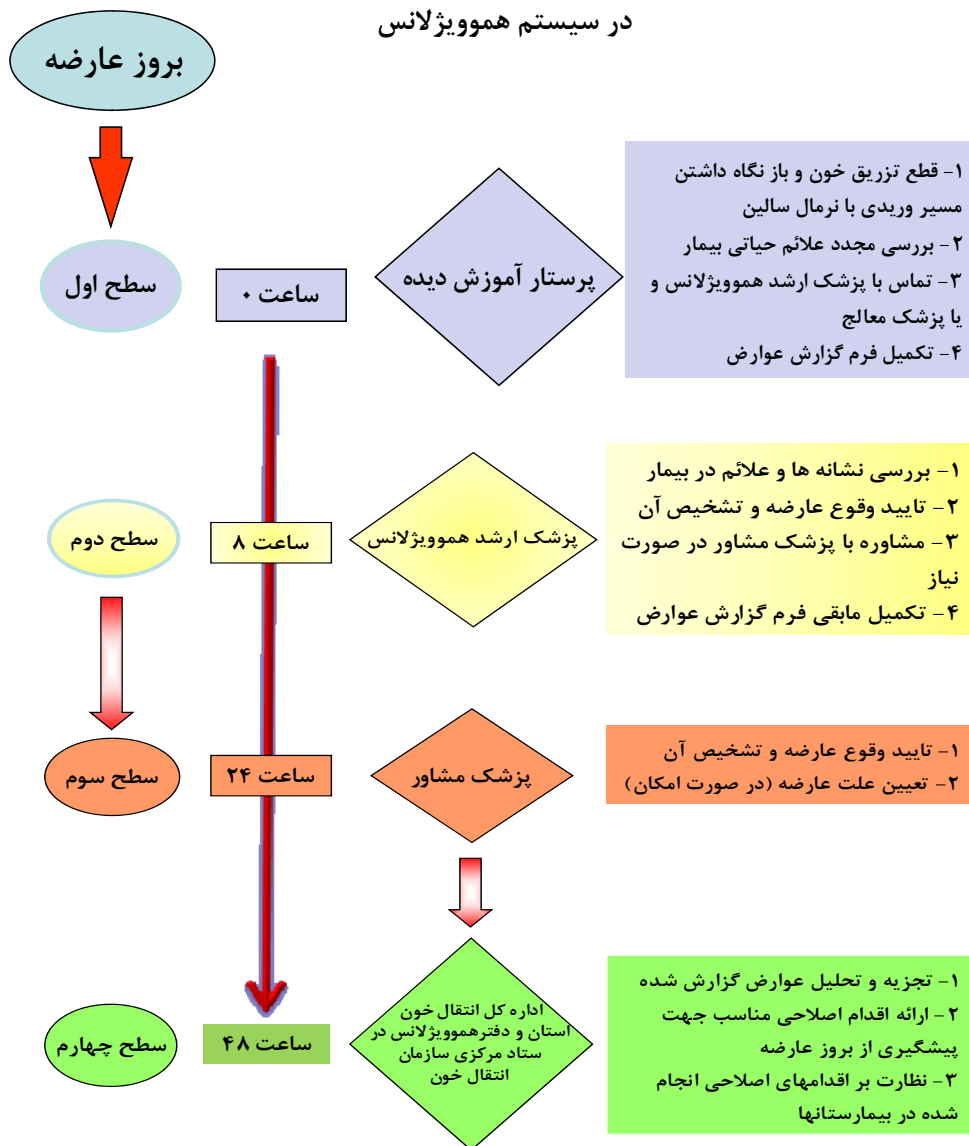 در سیستم هموویژلانس
بروز عارضه
سطح اول
ساعت ۰
پرستار آموزش دیده
۱- قطع تزریق خون و باز نگاه داشتن
مسیر وریدی با نرمال سالین
۲- بررسی مجدد علائم حیاتی بیمار
۳- تماس با پزشک ارشد هموویژلانس و
یا پزشک معالج
۴- تکمیل فرم گزارش عوارض
سطح دوم
ساعت ۸
پزشک ارشد هموویژلانس
۱- بررسی نشانه ها و علائم در بیمار
۲- تایید وقوع عارضه و تشخیص آن
۳- مشاوره با پزشک مشاور در صورت
نیاز
۴- تکمیل مابقی فرم گزارش عوارض
سطح سوم
ساعت ۲۴
پزشک مشاور
۱- تایید وقوع عارضه و تشخیص آن
۲- تعیین علت عارضه (در صورت امکان)
سطح چهارم
ساعت ۴۸
اداره کل انتقال خون
استان و دفترهموویژلانس در
ستاد مرکزی سازمان
انتقال خون
۱- تجزیه و تحلیل عوارض گزارش شده
۲- ارائه اقدام اصلاحی مناسب جهت
پیشگیری از بروز عارضه
۳- نظارت بر اقدامهای اصلاحی انجام
شده در بیمارستانها